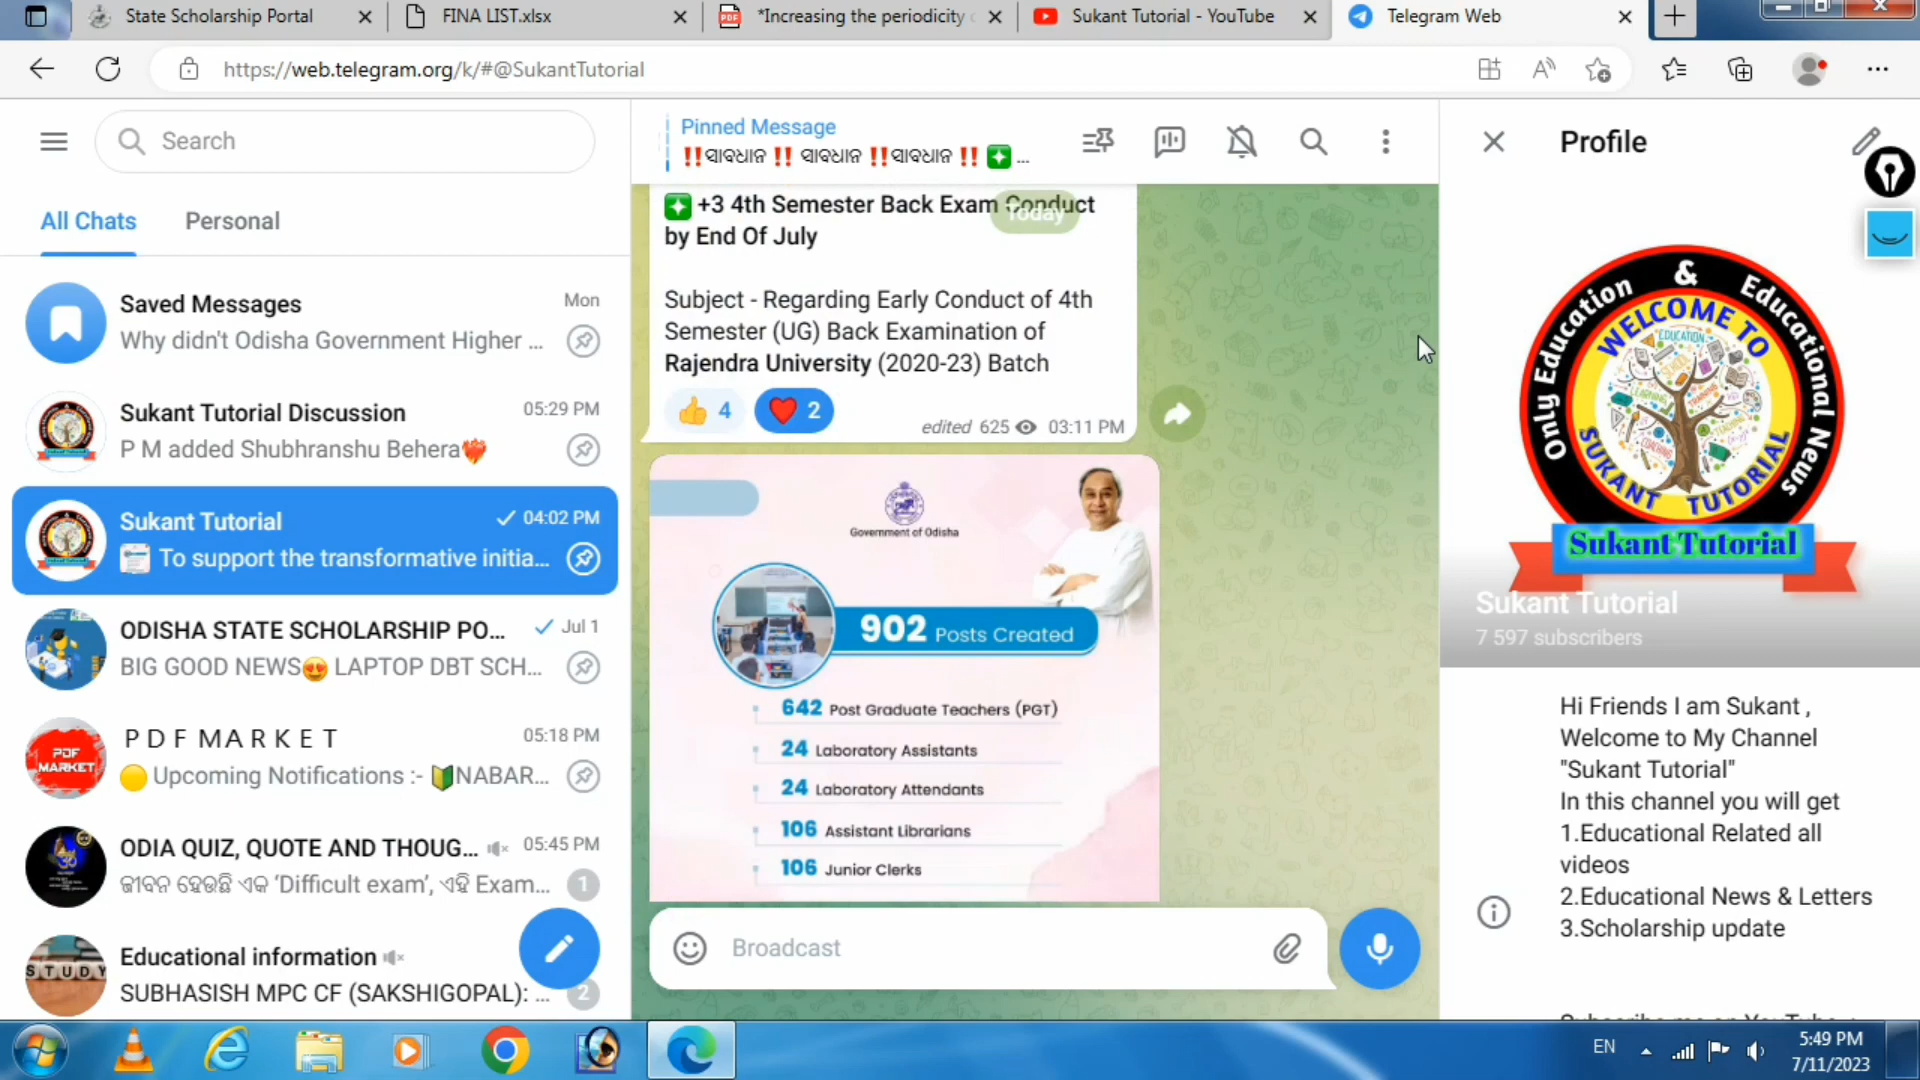 State Scholarship Portal
FINA LIST.xlsx
*Increasing the periodicity
Sukant Tutorial - YouTube
Telegram Web
https://web.telegram.org/k/#@SukantTutorial
Search
All Chats
Personal
Saved Messages
Mon
Why didn't Odisha Government Higher ...
Sukant Tutorial Discussion
05:29 PM
P M added Shubhranshu Behera❤️‍🔥
Sukant Tutorial
04:02 PM
To support the transformative initia...
ODISHA STATE SCHOLARSHIP PO...
Jul 1
BIG GOOD NEWS😍 LAPTOP DBT SCH...
P D F M A R K E T
05:18 PM
PDF
MARKET
🟡 Upcoming Notifications :- 🔰NABAR...
ODIA QUIZ, QUOTE AND THOUG...
05:45 PM
ଜୀବନ ହେଉଛି ଏକ ‘Difficult exam’, ଏହି Exam...
1
Educational information
STUDY
SUBHASISH MPC CF (SAKSHIGOPAL): ...
2
Pinned Message
‼️ସାବଧାନ ‼️ ସାବଧାନ ‼️ସାବଧାନ ‼️ ❇️ ...
Today
❇️ +3 4th Semester Back Exam Conduct
by End Of July
Subject - Regarding Early Conduct of 4th
Semester (UG) Back Examination of
Rajendra University (2020-23) Batch
👍 4 ❤️ 2
edited 625 03:11 PM
Government of Odisha
902 Posts Created
642 Post Graduate Teachers (PGT)
24 Laboratory Assistants
24 Laboratory Attendants
106 Assistant Librarians
106 Junior Clerks
Broadcast
Profile
Only Education & Educational News
WELCOME TO
EDUCATION
SUKANT TUTORIAL
Sukant Tutorial
Sukant Tutorial
7 597 subscribers
Hi Friends I am Sukant ,
Welcome to My Channel
"Sukant Tutorial"
In this channel you will get
1.Educational Related all
videos
2.Educational News & Letters
3.Scholarship update
EN
5:49 PM
7/11/2023